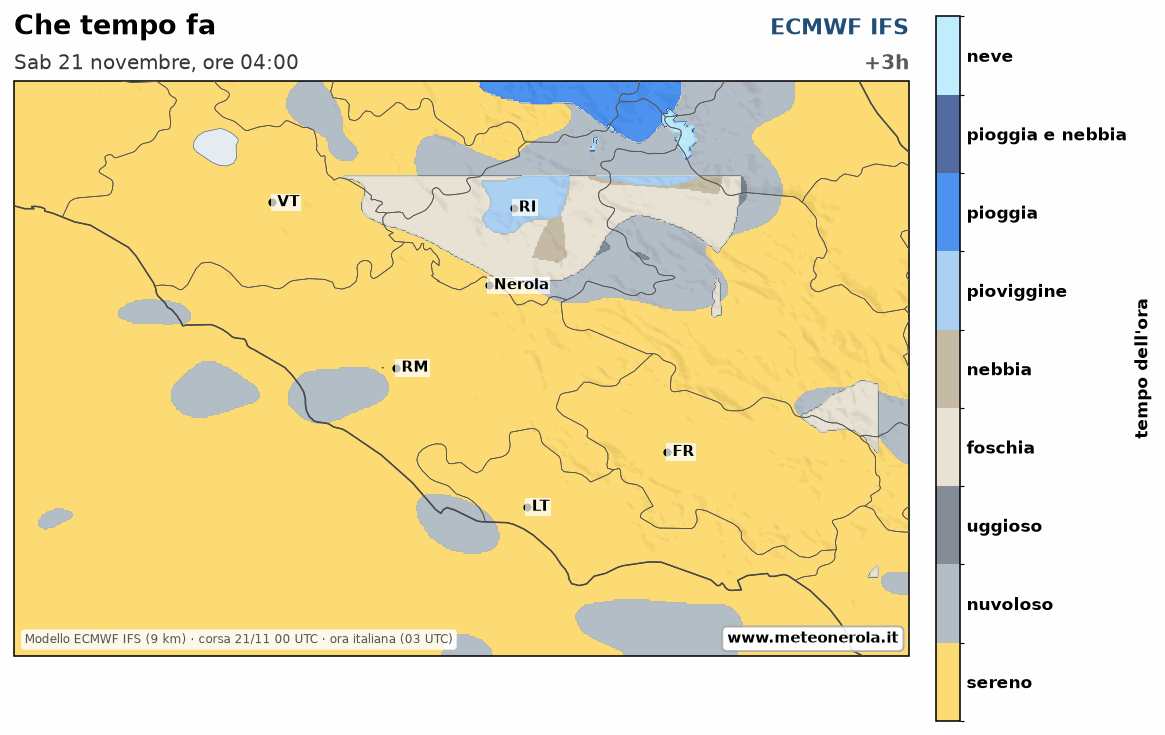 Che tempo fa
ECMWF IFS
Sab 21 novembre, ore 04:00
+3h
VT
RI
Nerola
RM
FR
LT
Modello ECMWF IFS (9 km) · corsa 21/11 00 UTC · ora italiana (03 UTC)
www.meteonerola.it
neve
pioggia e nebbia
pioggia
pioviggine
nebbia
foschia
uggioso
nuvoloso
sereno
tempo dell'ora